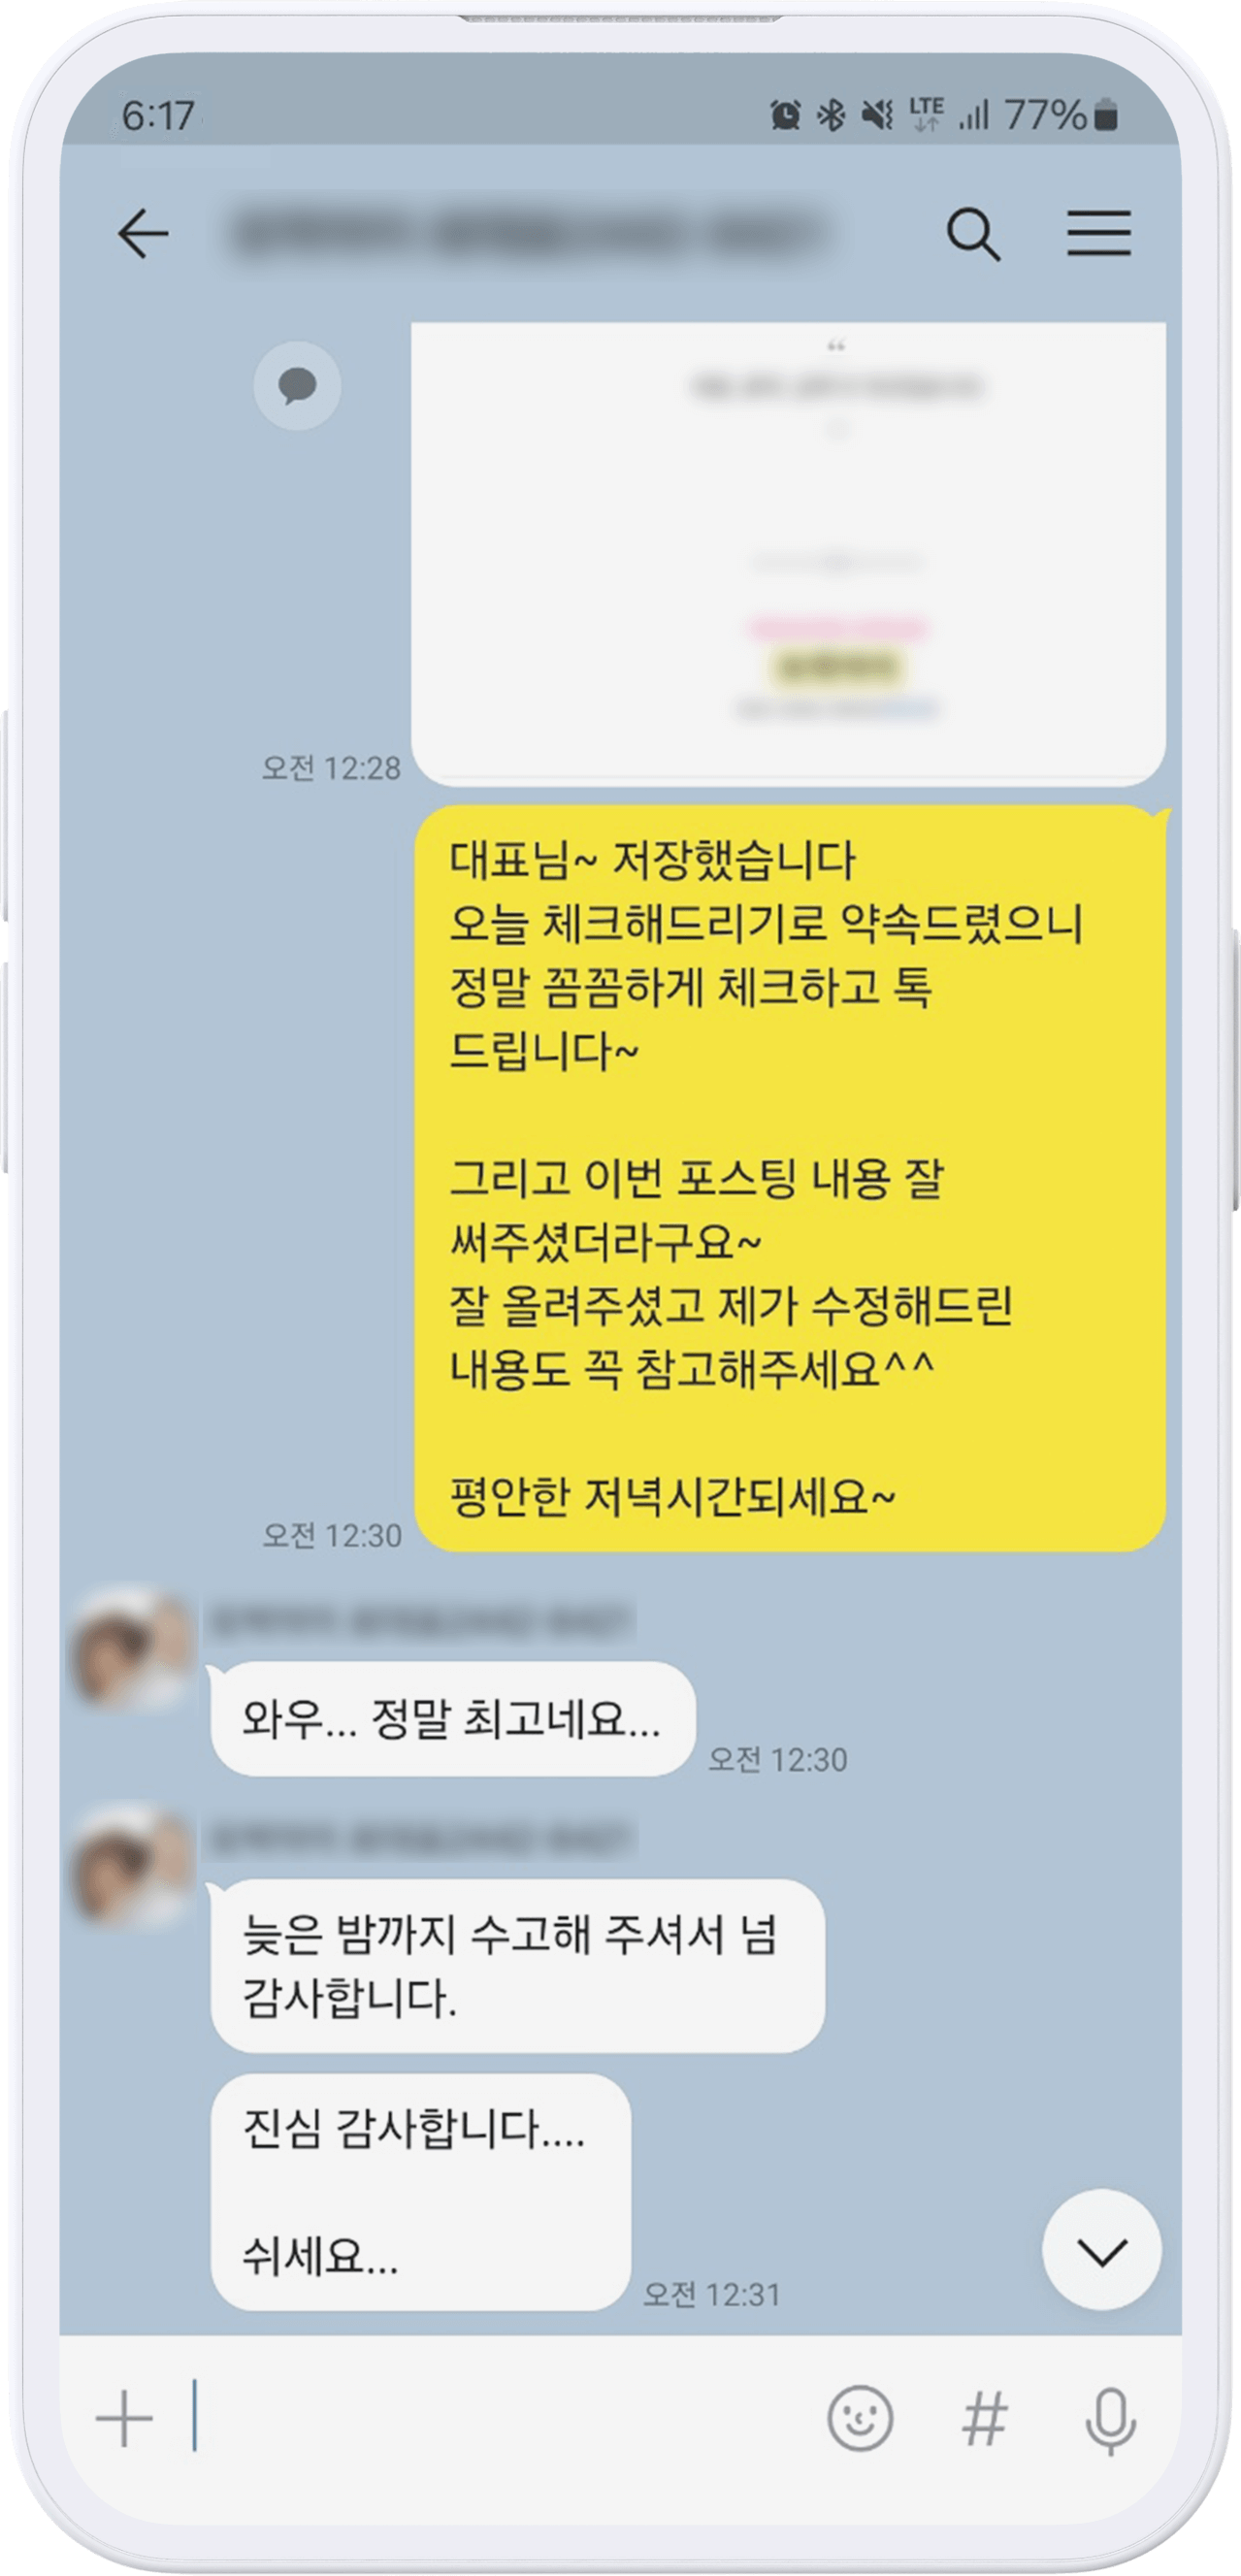 6:17
LTE
77%
“
오전 12:28
대표님~ 저장했습니다
오늘 체크해드리기로 약속드렸으니
정말 꼼꼼하게 체크하고 톡
드립니다~
그리고 이번 포스팅 내용 잘
써주셨더라구요~
잘 올려주셨고 제가 수정해드린
내용도 꼭 참고해주세요^^
평안한 저녁시간되세요~
오전 12:30
와우... 정말 최고네요...
오전 12:30
늦은 밤까지 수고해 주셔서 넘
감사합니다.
진심 감사합니다....
쉬세요...
오전 12:31
#